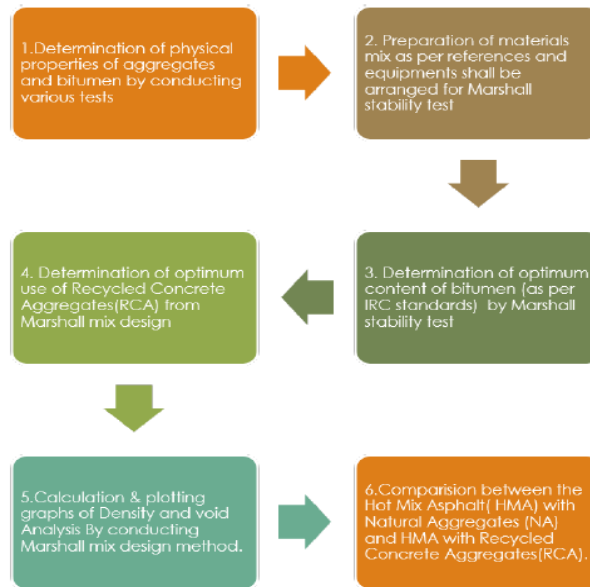 1.Determination of physical
properties of aggregates
and bitumen by conducting
various tests
2. Preparation of materials
mix as per references and
equipments shall be
arranged for Marshall
stability test
3. Determination of optimum
content of bitumen (as per
IRC standards) by Marshall
stability test
4. Determination of optimum
use of Recycled Concrete
Aggregates(RCA) from
Marshall mix design
5.Calculation & plotting
graphs of Density and void
Analysis By conducting
Marshall mix design method.
6.Comparision between the
Hot Mix Asphalt( HMA) with
Natural Aggregates (NA)
and HMA with Recycled
Concrete Aggregates(RCA).